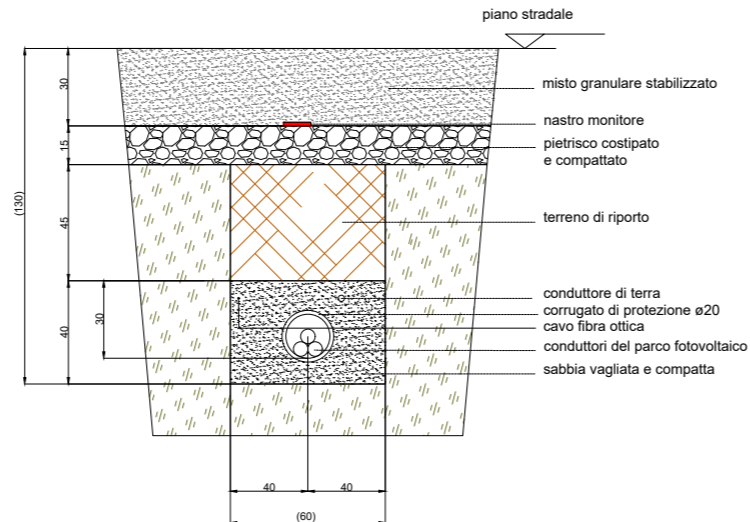 piano stradale
30
misto granulare stabilizzato
nastro monitore
15
pietrisco costipato
e compattato
(130)
45
terreno di riporto
40
30
conduttore di terra
corrugato di protezione ø20
cavo fibra ottica
conduttori del parco fotovoltaico
sabbia vagliata e compatta
40
40
(60)